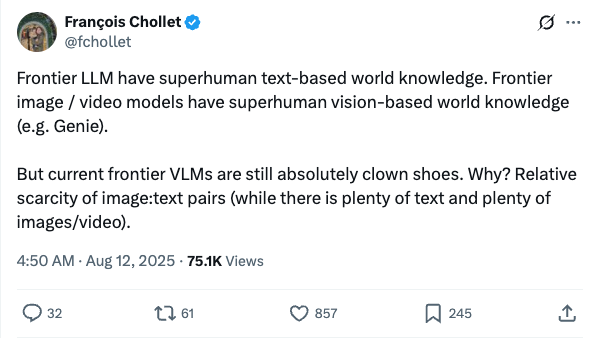 François Chollet
@fchollet
Frontier LLM have superhuman text-based world knowledge. Frontier
image / video models have superhuman vision-based world knowledge
(e.g. Genie).
But current frontier VLMs are still absolutely clown shoes. Why? Relative
scarcity of image:text pairs (while there is plenty of text and plenty of
images/video).
4:50 AM · Aug 12, 2025 · 75.1K Views
32 61 857 245